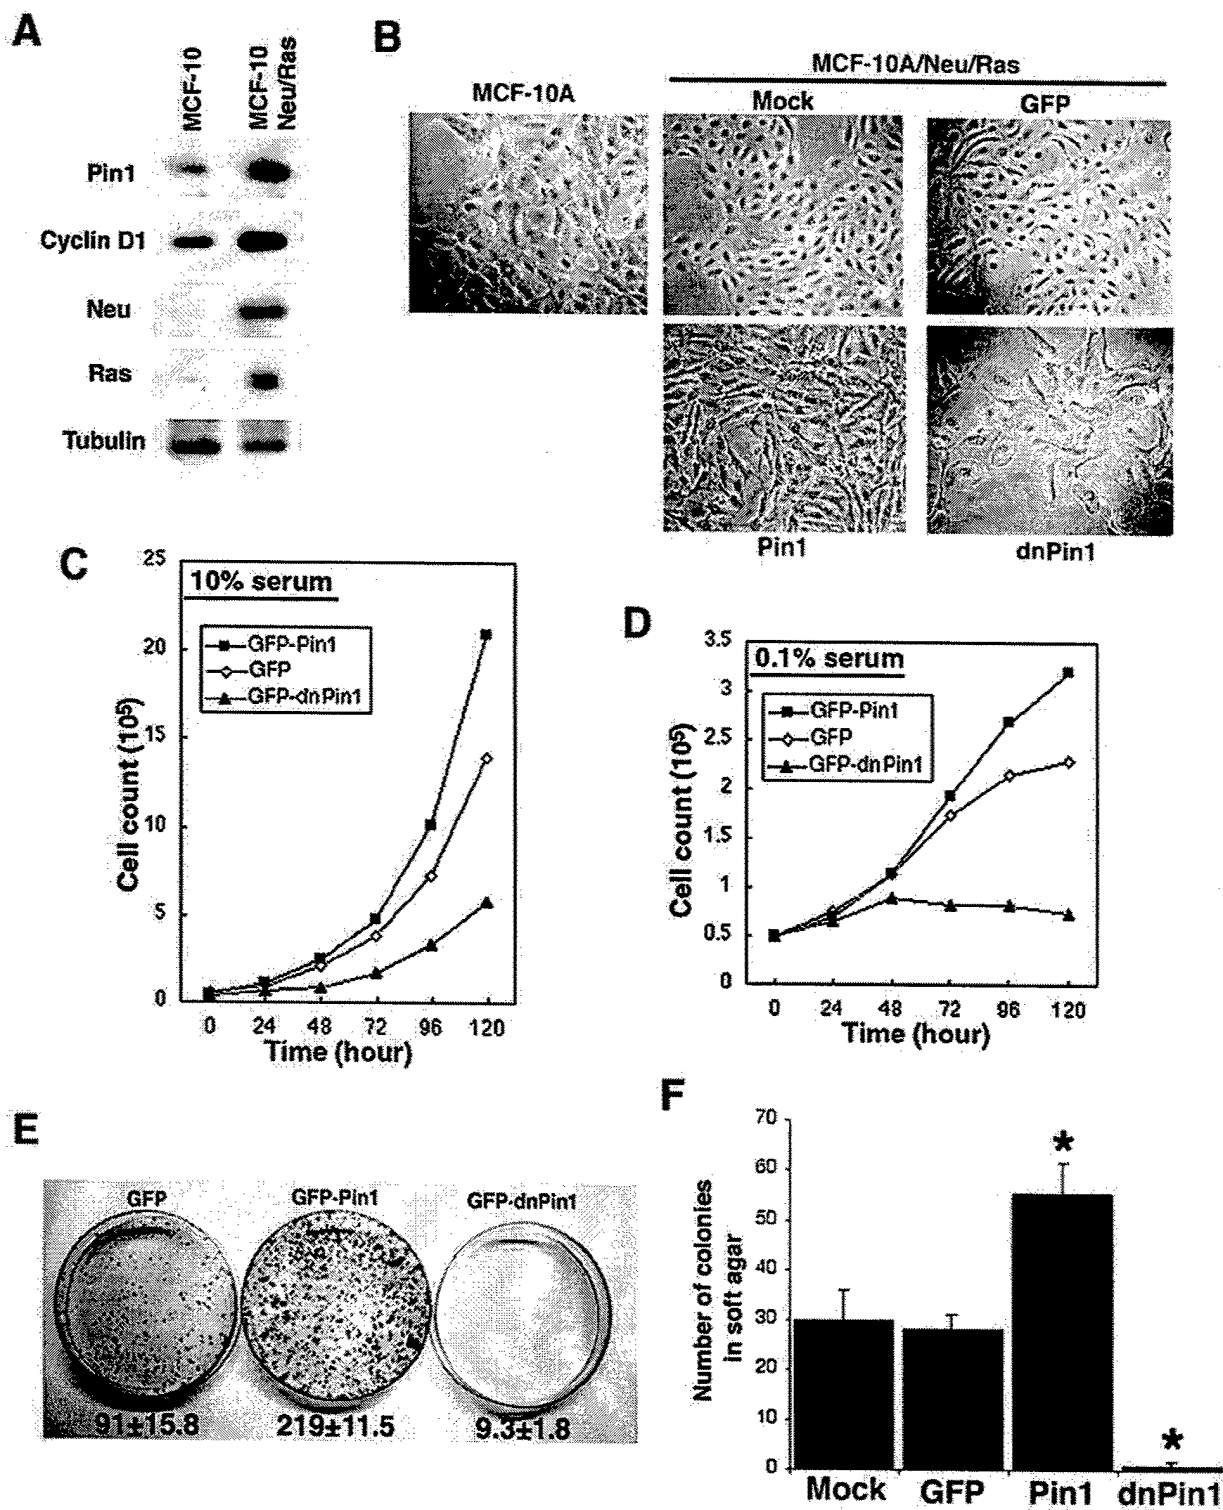 A
MCF-10
MCF-10
Neu/Ras
Pin1
Cyclin D1
Neu
Ras
Tubulin
B
MCF-10A/Neu/Ras
MCF-10A
Mock
GFP
Pin1
dnPin1
C
10% serum
GFP-Pin1
GFP
GFP-dnPin1
Cell count (10⁵)
25
20
15
10
5
0
0 24 48 72 96 120
Time (hour)
D
0.1% serum
GFP-Pin1
GFP
GFP-dnPin1
Cell count (10⁵)
3.5
3
2.5
2
1.5
1
0.5
0
0 24 48 72 96 120
Time (hour)
E
GFP GFP-Pin1 GFP-dnPin1
91±15.8 219±11.5 9.3±1.8
F
Number of colonies
in soft agar
70
60
50
40
30
20
10
0
*
*
Mock GFP Pin1 dnPin1